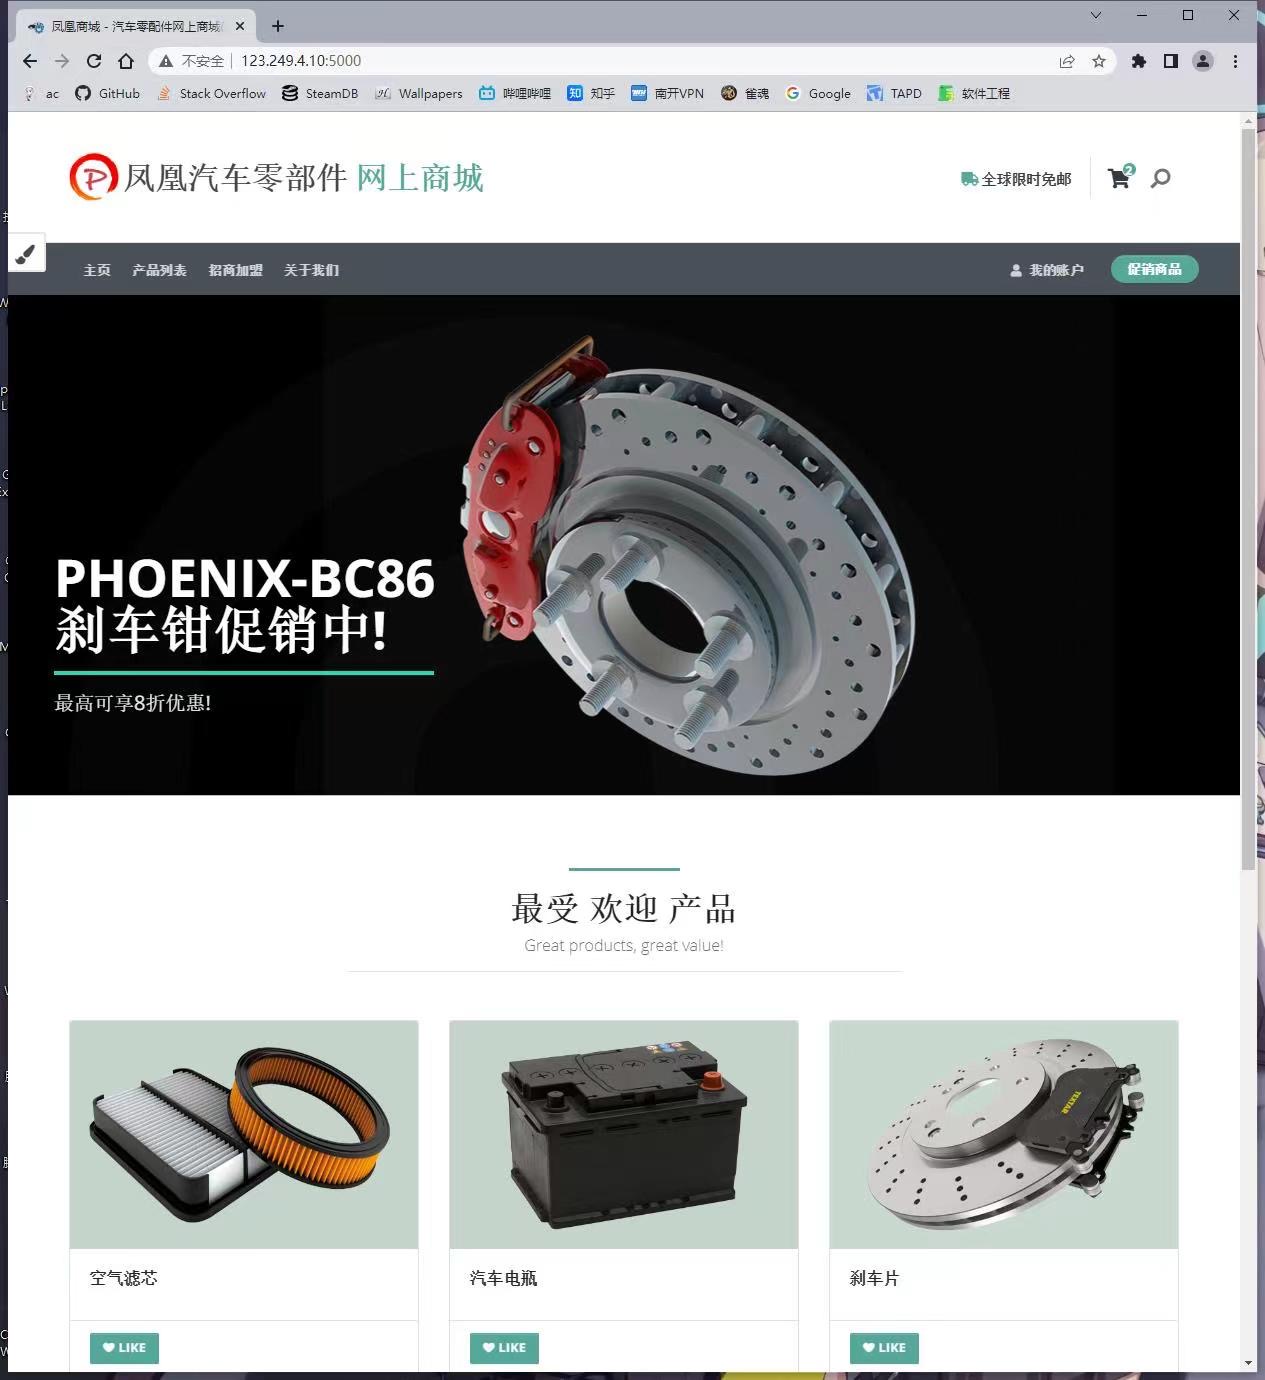 凤凰商城 - 汽车零配件网上商城
不安全 123.249.4.10:5000
ac GitHub Stack Overflow SteamDB Wallpapers 哔哩哔哩 知乎 南开VPN 雀魂 Google TAPD 软件工程
凤凰汽车零部件 网上商城
全球限时免邮 2
主页 产品列表 招商加盟 关于我们 我的账户 促销商品
PHOENIX-BC86
刹车钳促销中!
最高可享8折优惠!
最受 欢迎 产品
Great products, great value!
TEXTAR
空气滤芯 汽车电瓶 刹车片
LIKE LIKE LIKE